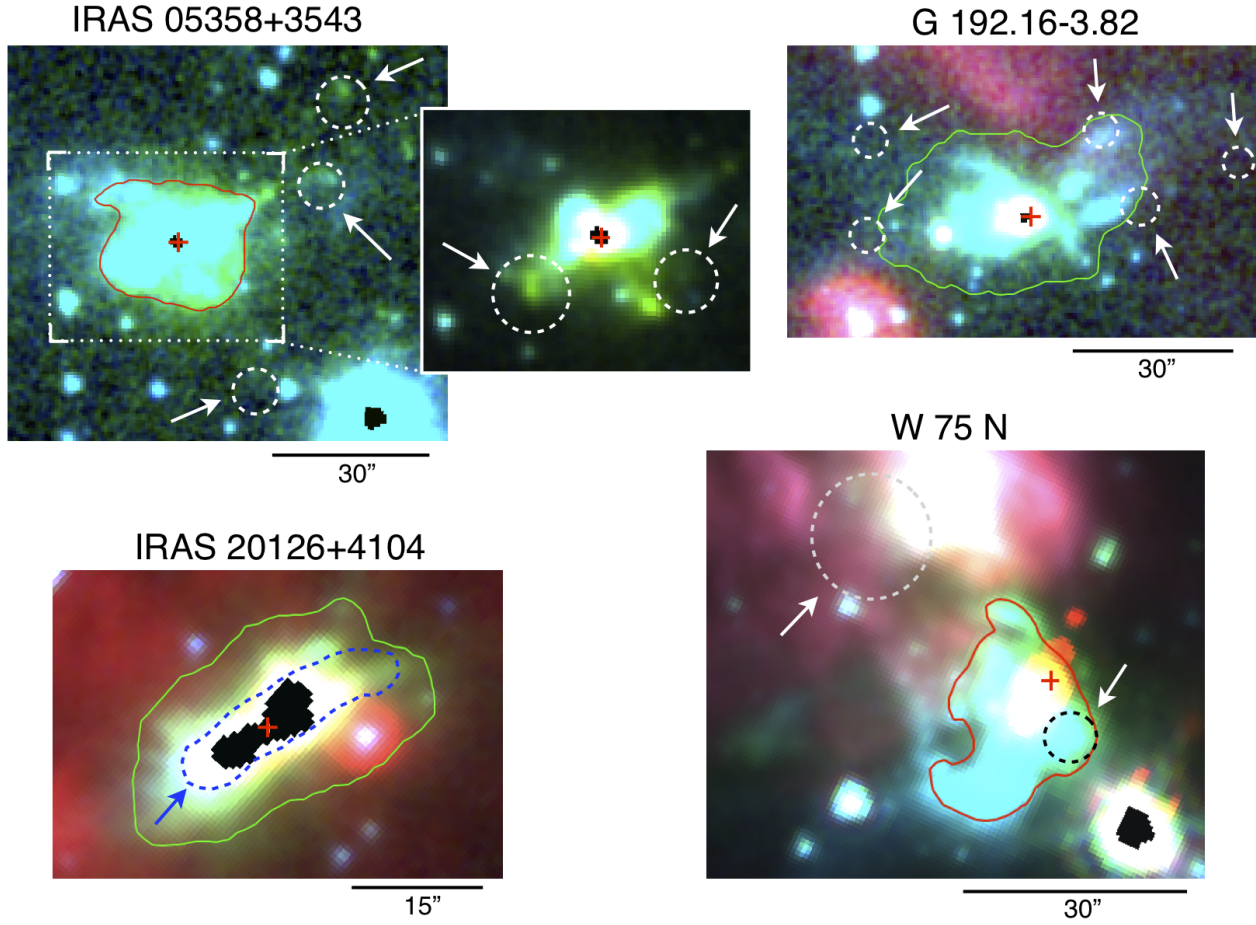 IRAS 05358+3543
G 192.16-3.82
30”
30”
W 75 N
IRAS 20126+4104
15”
30”